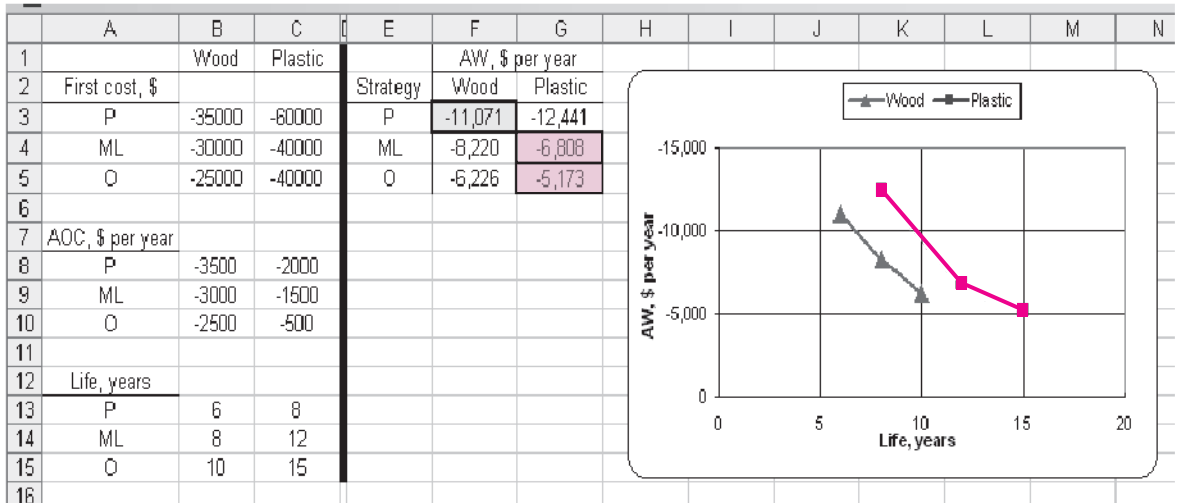 A B C E F G H I J K L M N
1 Wood Plastic AW, $ per year
2 First cost, $ Strategy Wood Plastic
3 P -35000 -60000 P -11,071 -12,441
4 ML -30000 -40000 ML -8,220 -6,808
5 O -25000 -40000 O -6,226 -5,173
6
7 AOC, $ per year
8 P -3500 -2000
9 ML -3000 -1500
10 O -2500 -500
11
12 Life, years
13 P 6 8
14 ML 8 12
15 O 10 15
16
Wood Plastic
-15,000
-10,000
-5,000
0
AW, $ per year
0 5 10 15 20
Life, years